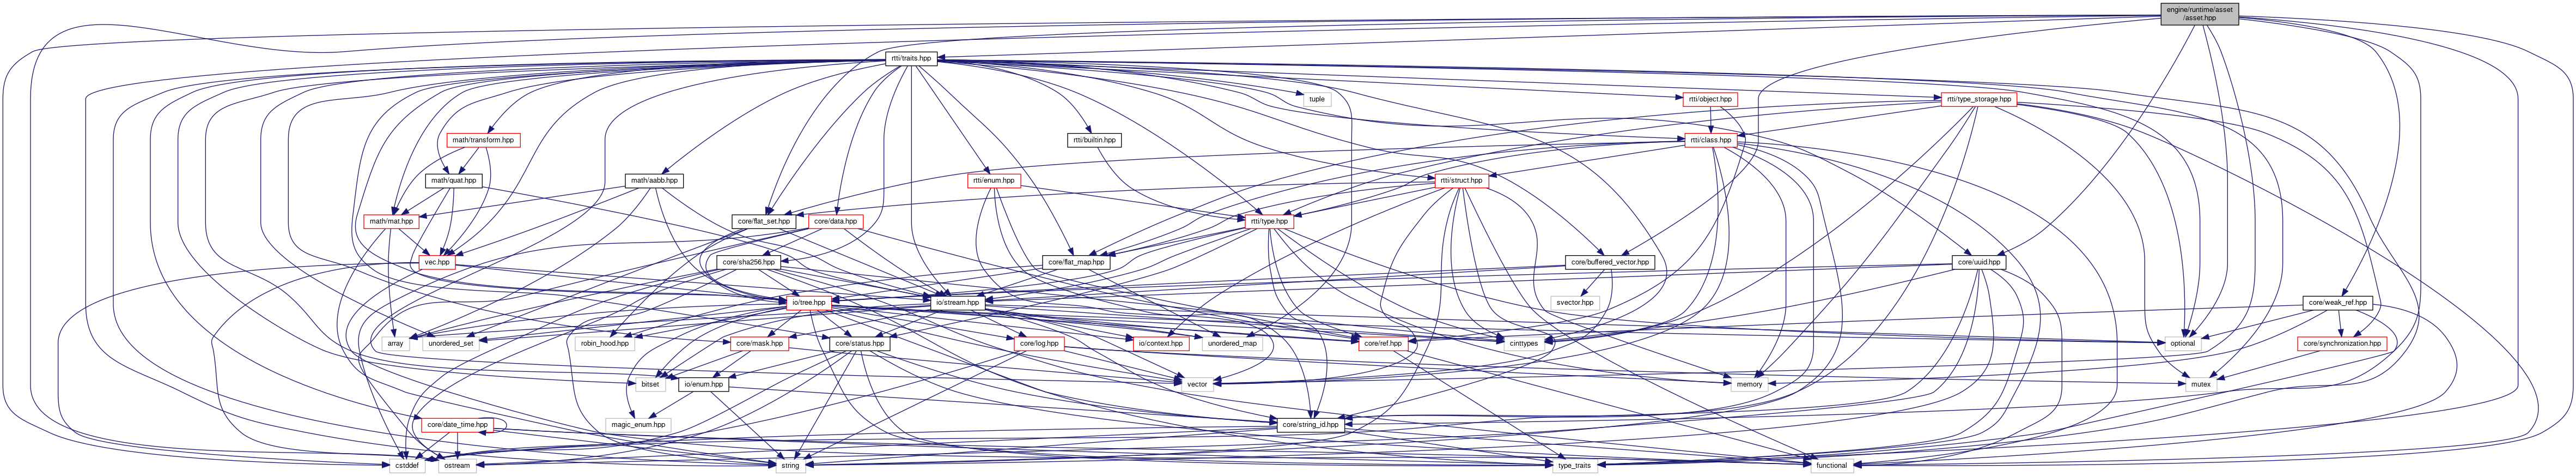 engine/runtime/asset
/asset.hpp
rtti/traits.hpp
tuple
rtti/object.hpp
rtti/type_storage.hpp
math/transform.hpp
rtti/builtin.hpp
rtti/class.hpp
math/quat.hpp
math/aabb.hpp
rtti/enum.hpp
rtti/struct.hpp
math/mat.hpp
core/flat_set.hpp
core/data.hpp
rtti/type.hpp
vec.hpp
core/sha256.hpp
core/flat_map.hpp
core/buffered_vector.hpp
core/uuid.hpp
io/tree.hpp
io/stream.hpp
svector.hpp
core/weak_ref.hpp
array
unordered_set
robin_hood.hpp
core/mask.hpp
core/status.hpp
core/log.hpp
io/context.hpp
unordered_map
core/ref.hpp
cinttypes
optional
core/synchronization.hpp
bitset
io/enum.hpp
vector
memory
mutex
core/date_time.hpp
magic_enum.hpp
core/string_id.hpp
cstddef
ostream
string
type_traits
functional